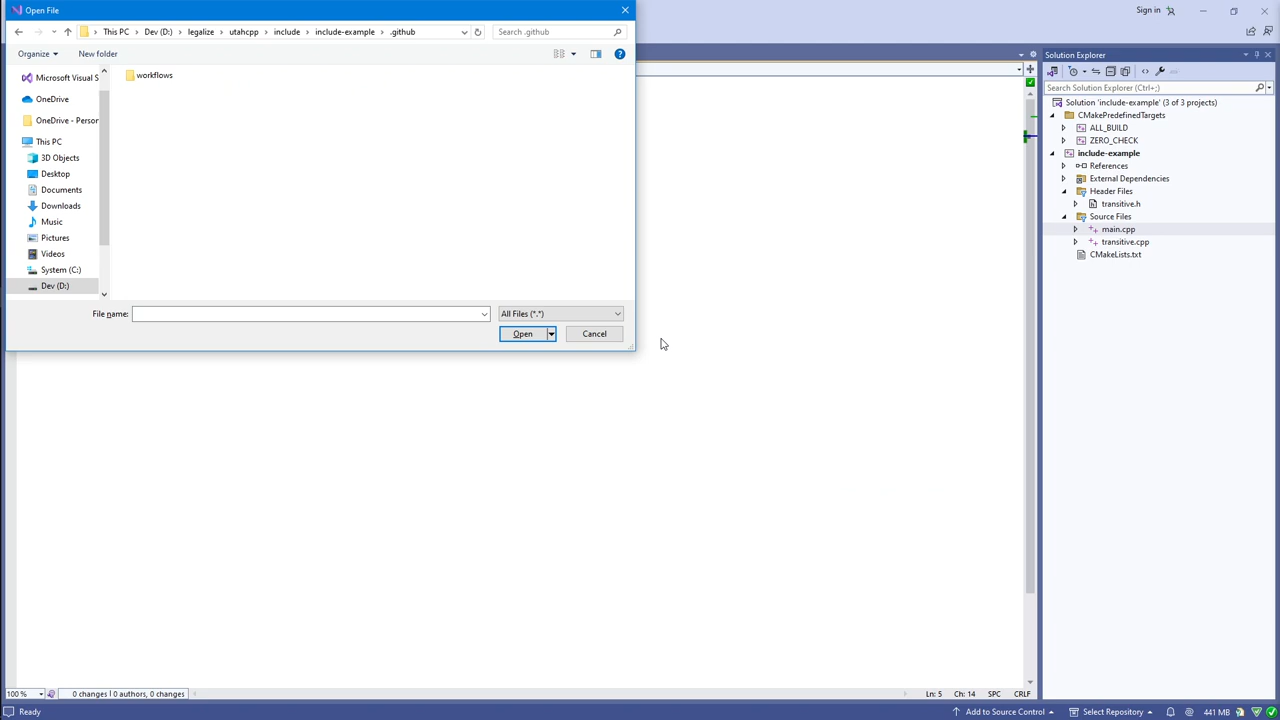 Open File
Sign in
This PC Dev (D:) legalize utahcpp include include-example .github
Search .github
Organize New folder
Solution Explorer
Microsoft Visual S
OneDrive
OneDrive - Person
This PC
3D Objects
Desktop
Documents
Downloads
Music
Pictures
Videos
System (C:)
Dev (D:)
workflows
File name:
All Files (*.*)
Open Cancel
Search Solution Explorer (Ctrl+;)
Solution 'include-example' (3 of 3 projects)
CMakePredefinedTargets
ALL_BUILD
ZERO_CHECK
include-example
References
External Dependencies
Header Files
transitive.h
Source Files
main.cpp
transitive.cpp
CMakeLists.txt
100 % 0 changes | 0 authors, 0 changes Ln: 5 Ch: 14 SPC CRLF
Ready Add to Source Control Select Repository 441 MB